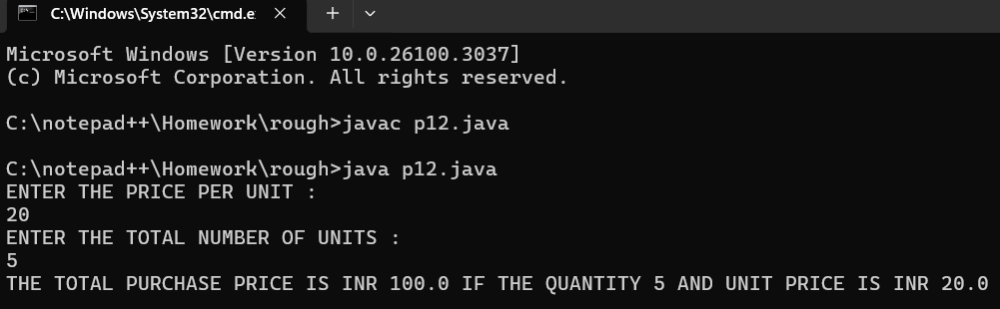 C:\Windows\System32\cmd.e
Microsoft Windows [Version 10.0.26100.3037]
(c) Microsoft Corporation. All rights reserved.
C:\notepad++\Homework\rough>javac p12.java
C:\notepad++\Homework\rough>java p12.java
ENTER THE PRICE PER UNIT :
20
ENTER THE TOTAL NUMBER OF UNITS :
5
THE TOTAL PURCHASE PRICE IS INR 100.0 IF THE QUANTITY 5 AND UNIT PRICE IS INR 20.0